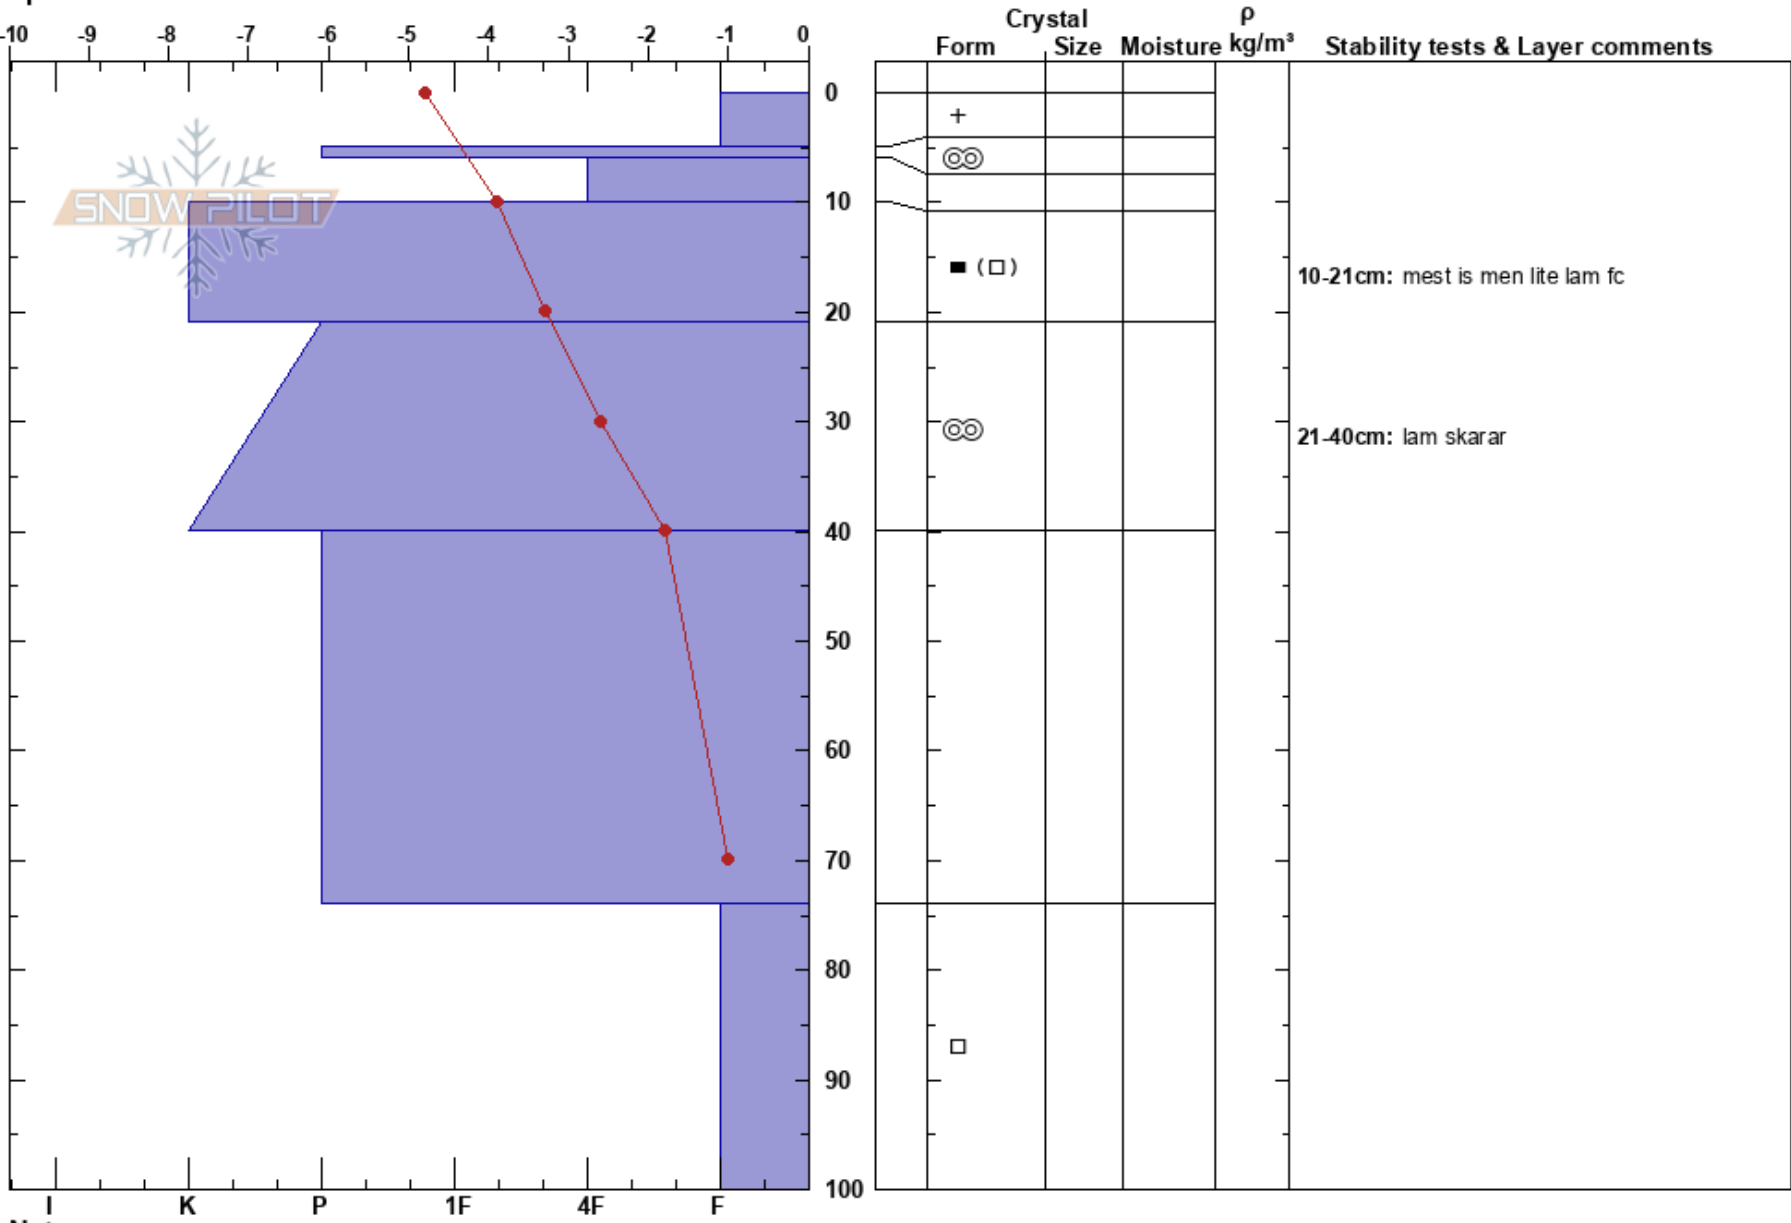 -10 -9 -8 -7 -6 -5 -4 -3 -2 -1 0
Crystal ρ
Form Size Moisture kg/m³ Stability tests & Layer comments
0
+
SNOW PILOT
10
■ (□) 10-21cm: mest is men lite lam fc
20
30
21-40cm: lam skarar
40
50
60
70
80
90
100
I K P 1F 4F F